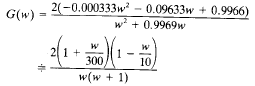 G(w) = 2(-0.000333w² - 0.09633w + 0.9966) / w² + 0.9969w
≑ 2(1 + w/300)(1 - w/10) / w(w + 1)